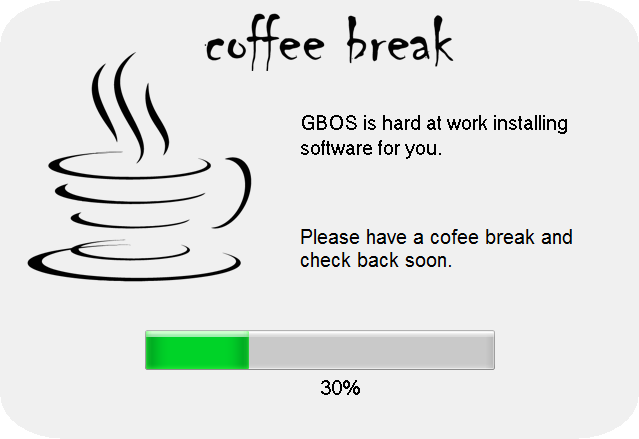 coffee break
GBOS is hard at work installing
software for you.
Please have a cofee break and
check back soon.
30%